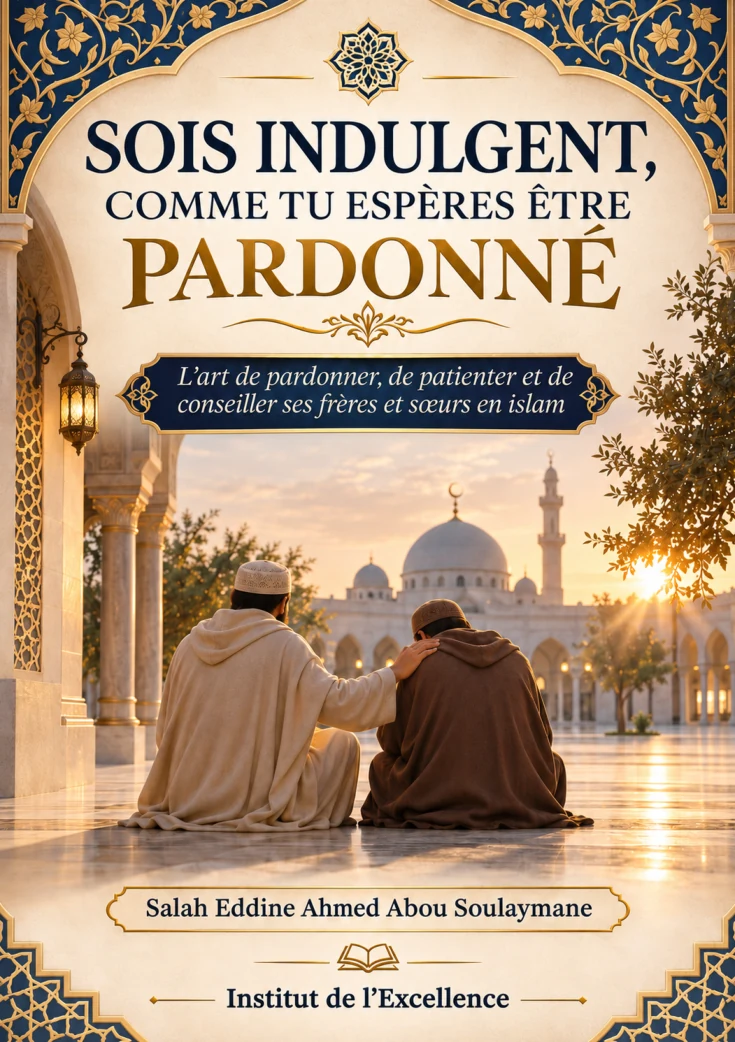 SOIS INDULGENT,
COMME TU ESPÈRES ÊTRE
PARDONNÉ
L’art de pardonner, de patienter et de
conseiller ses frères et sœurs en islam
Salah Eddine Ahmed Abou Soulaymane
Institut de l’Excellence